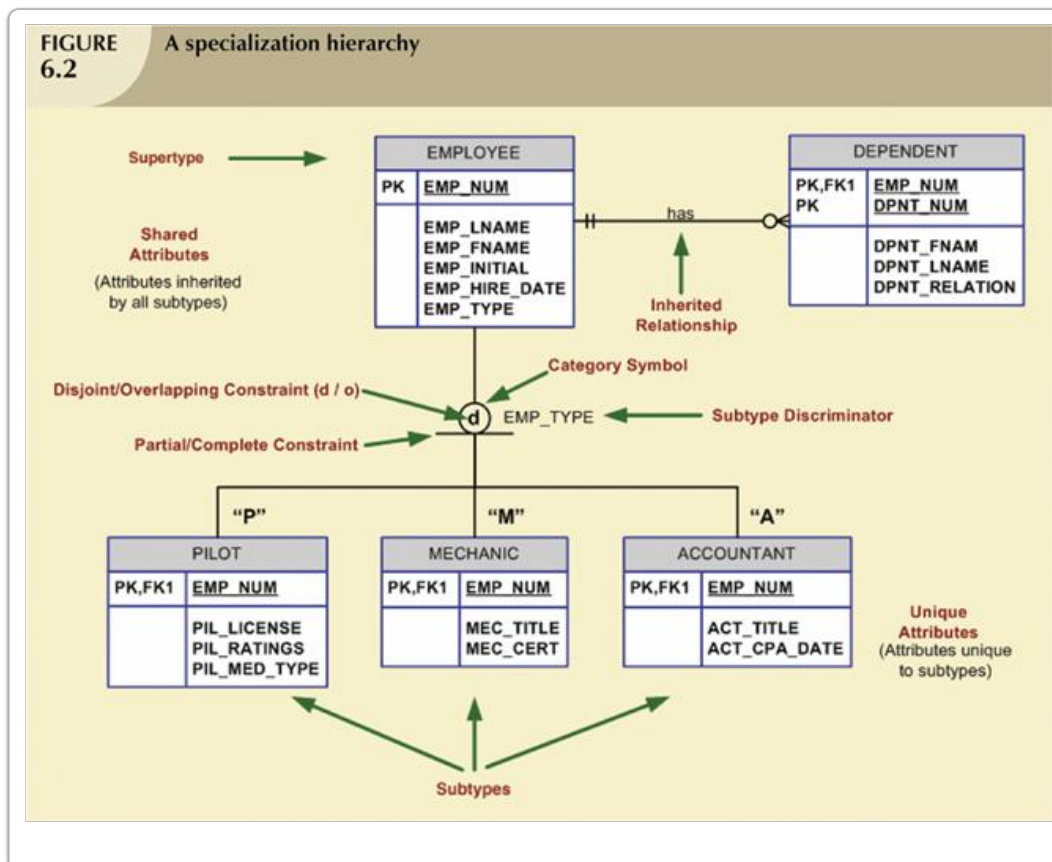 FIGURE 6.2
A specialization hierarchy
Supertype
Shared Attributes
(Attributes inherited by all subtypes)
EMPLOYEE
PK EMP_NUM
EMP_LNAME
EMP_FNAME
EMP_INITIAL
EMP_HIRE_DATE
EMP_TYPE
has
DEPENDENT
PK,FK1 EMP_NUM
PK DPNT_NUM
DPNT_FNAM
DPNT_LNAME
DPNT_RELATION
Inherited Relationship
Category Symbol
Disjoint/Overlapping Constraint (d / o)
d
EMP_TYPE
Subtype Discriminator
Partial/Complete Constraint
“P”
“M”
“A”
PILOT
PK,FK1 EMP_NUM
PIL_LICENSE
PIL_RATINGS
PIL_MED_TYPE
MECHANIC
PK,FK1 EMP_NUM
MEC_TITLE
MEC_CERT
ACCOUNTANT
PK,FK1 EMP_NUM
ACT_TITLE
ACT_CPA_DATE
Unique Attributes
(Attributes unique to subtypes)
Subtypes